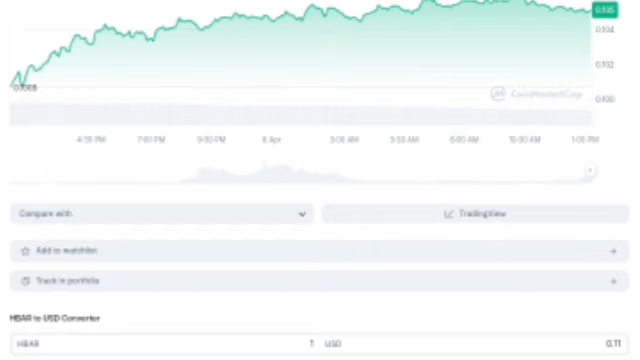 0.105
0.104
0.102
CoinMarketCap
0.100
4:30 PM 7:00 PM 9:30 PM 6 Apr 3:00 AM 5:30 AM 8:00 AM 10:30 AM 1:00 PM
Compare with TradingView
Add to watchlist +
Track in portfolio +
HBAR to USD Converter
HBAR 1 USD 0.11